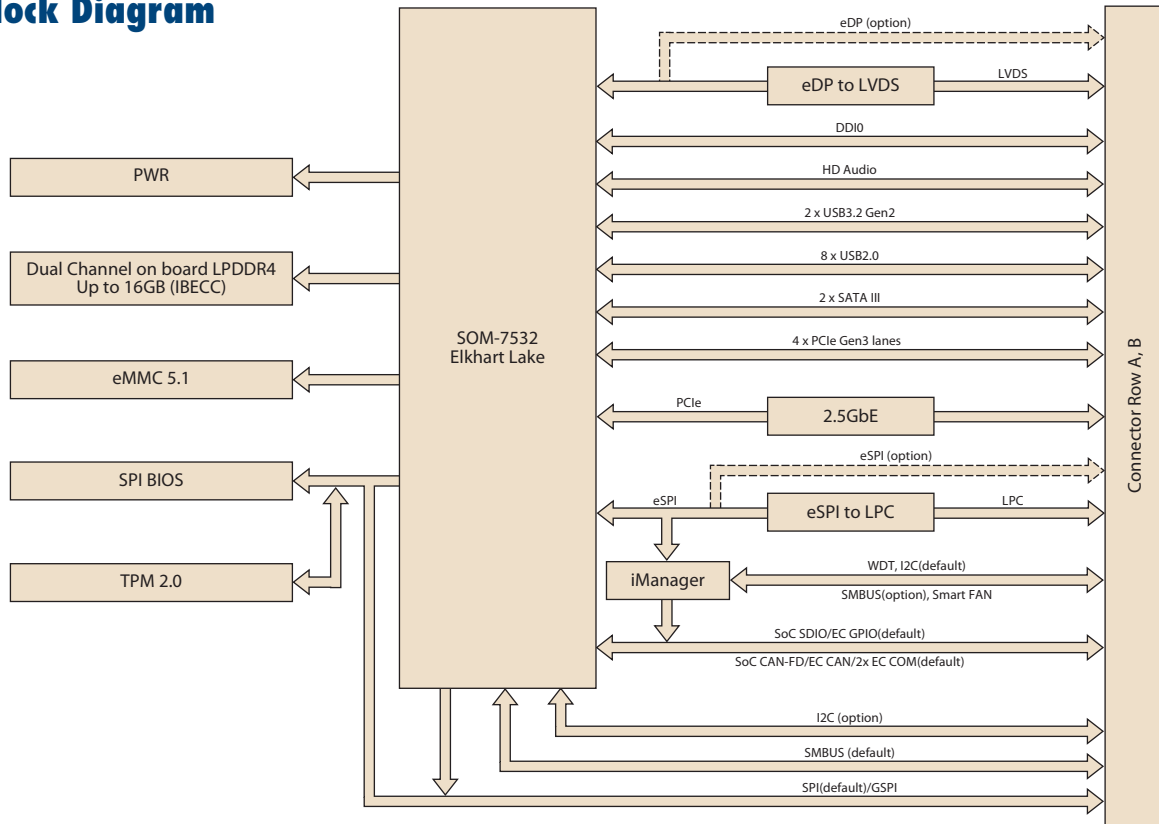 lock Diagram
eDP (option)
eDP to LVDS
LVDS
DDI0
HD Audio
2 x USB3.2 Gen2
8 x USB2.0
2 x SATA III
4 x PCIe Gen3 lanes
PWR
Dual Channel on board LPDDR4
Up to 16GB (IBECC)
eMMC 5.1
SPI BIOS
TPM 2.0
SOM-7532
Elkhart Lake
PCIe
2.5GbE
eSPI (option)
eSPI
eSPI to LPC
LPC
iManager
WDT, I2C(default)
SMBUS(option), Smart FAN
SoC SDIO/EC GPIO(default)
SoC CAN-FD/EC CAN/2x EC COM(default)
I2C (option)
SMBUS (default)
SPI(default)/GSPI
Connector Row A, B